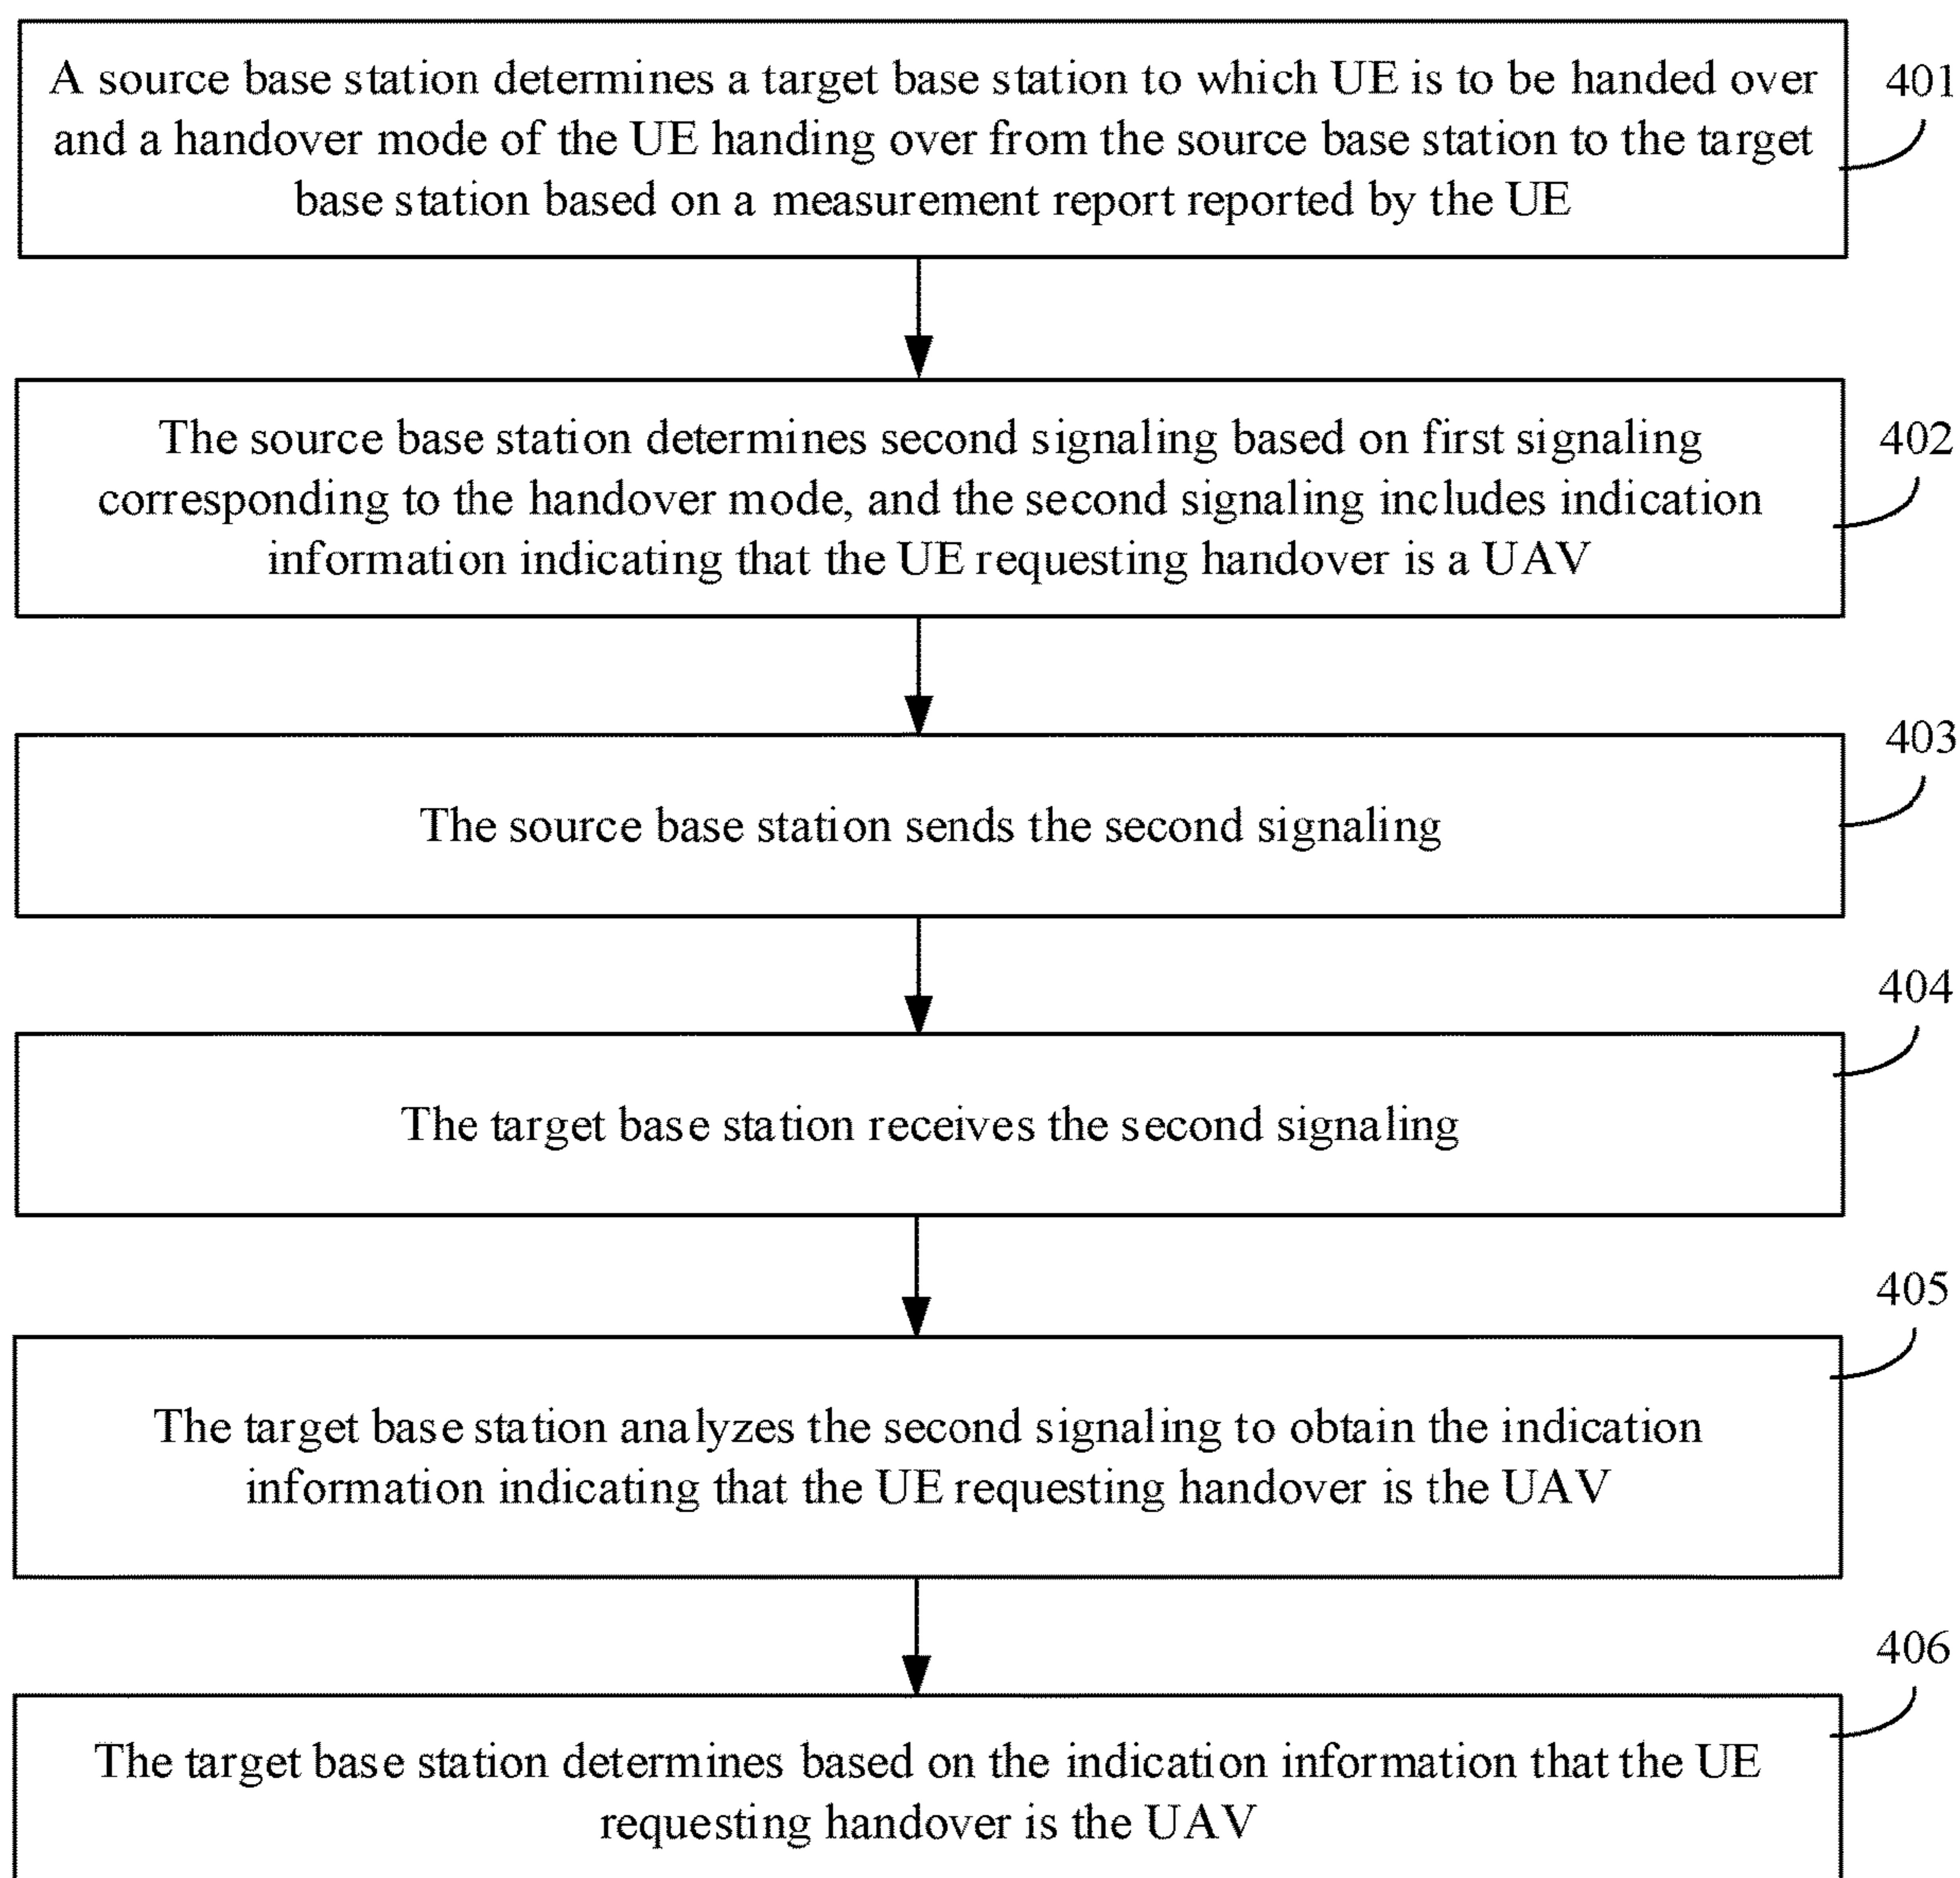 A source base station determines a target base station to which UE is to be handed over
and a handover mode of the UE handing over from the source base station to the target
base station based on a measurement report reported by the UE
401
The source base station determines second signaling based on first signaling
corresponding to the handover mode, and the second signaling includes indication
information indicating that the UE requesting handover is a UAV
402
The source base station sends the second signaling
403
The target base station receives the second signaling
404
The target base station analyzes the second signaling to obtain the indication
information indicating that the UE requesting handover is the UAV
405
The target base station determines based on the indication information that the UE
requesting handover is the UAV
406